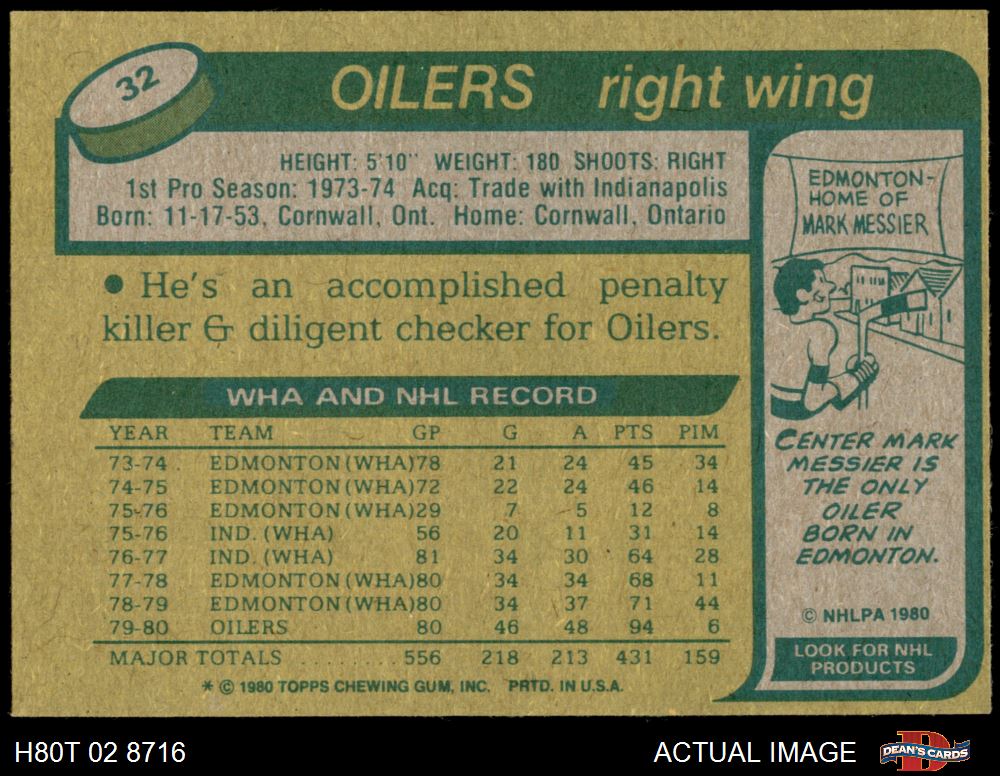 32
OILERS right wing
HEIGHT: 5'10" WEIGHT: 180 SHOOTS: RIGHT
1st Pro Season: 1973-74 Acq: Trade with Indianapolis
Born: 11-17-53, Cornwall, Ont. Home: Cornwall, Ontario
● He's an accomplished penalty
killer & diligent checker for Oilers.
WHA AND NHL RECORD
YEAR TEAM GP G A PTS PIM
73-74 EDMONTON (WHA) 78 21 24 45 34
74-75 EDMONTON (WHA) 72 22 24 46 14
75-76 EDMONTON (WHA) 29 7 5 12 8
75-76 IND. (WHA) 56 20 11 31 14
76-77 IND. (WHA) 81 34 30 64 28
77-78 EDMONTON (WHA) 80 34 34 68 11
78-79 EDMONTON (WHA) 80 34 37 71 44
79-80 OILERS 80 46 48 94 6
MAJOR TOTALS ........ 556 218 213 431 159
* © 1980 TOPPS CHEWING GUM, INC. PRTD. IN U.S.A.
EDMONTON-
HOME OF
MARK MESSIER
CENTER MARK
MESSIER IS
THE ONLY
OILER
BORN IN
EDMONTON.
© NHLPA 1980
LOOK FOR NHL
PRODUCTS
H80T 02 8716
ACTUAL IMAGE
DEAN'S CARDS